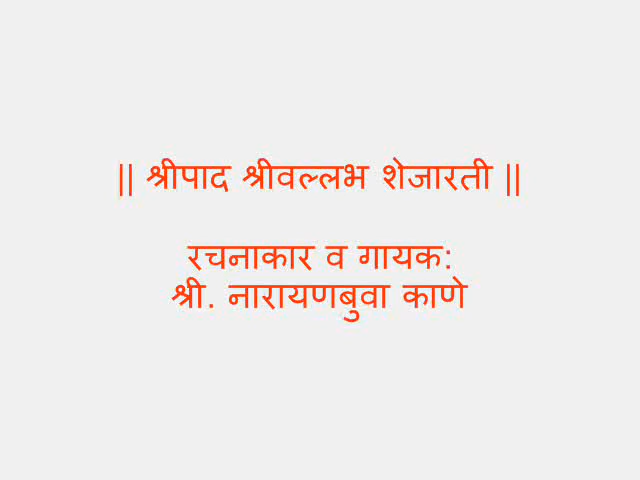 || श्रीपाद श्रीवल्लभ शेजारती ||
रचनाकार व गायक:
श्री. नारायणबुवा काणे